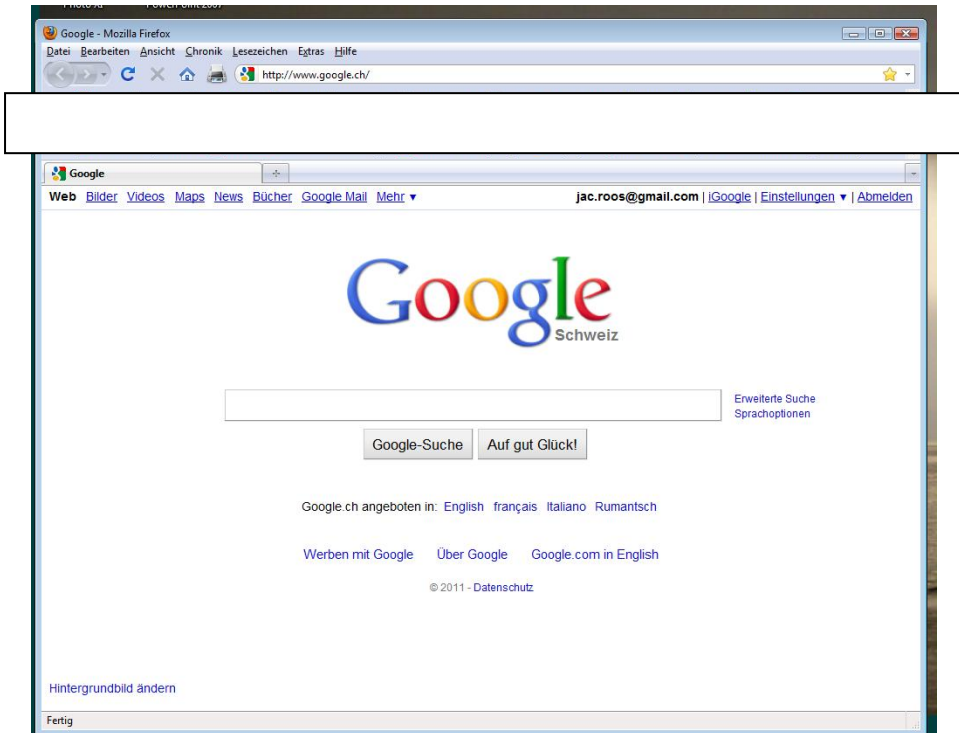 PowerPoint 2007
Google - Mozilla Firefox
Datei Bearbeiten Ansicht Chronik Lesezeichen Extras Hilfe
http://www.google.ch/
Google
Web Bilder Videos Maps News Bücher Google Mail Mehr ▼ jac.roos@gmail.com | iGoogle | Einstellungen ▼ | Abmelden
Google
Schweiz
Erweiterte Suche
Sprachoptionen
Google-Suche Auf gut Glück!
Google.ch angeboten in: English français Italiano Rumantsch
Werben mit Google Über Google Google.com in English
© 2011 - Datenschutz
Hintergrundbild ändern
Fertig